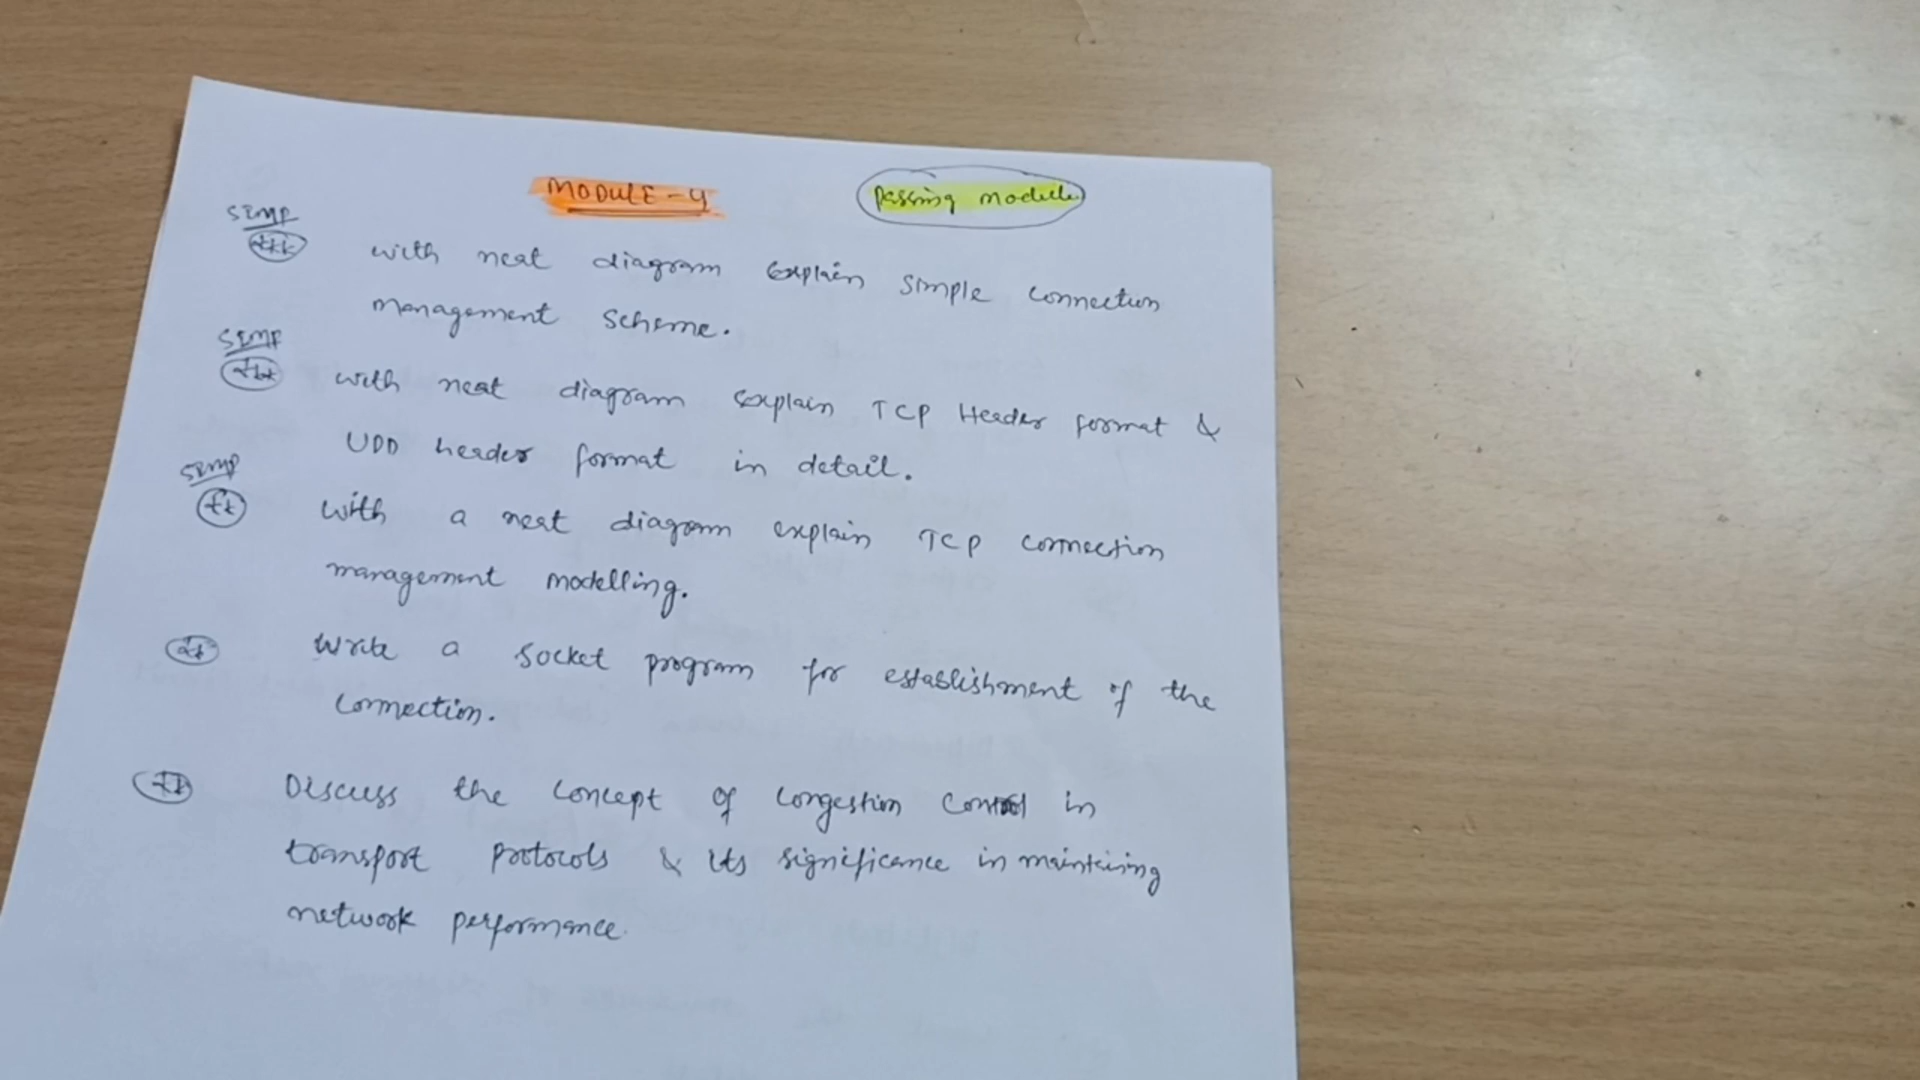 MODULE-4 Passing module
SIMP
*** with neat diagram explain simple connection
management scheme.
SIMP
*** with neat diagram explain TCP Header format &
UDD header format in detail.
SIMP
** with a neat diagram explain TCP connection
management modelling.
** write a socket program for establishment of the
connection.
** Discuss the concept of congestion control in
transport protocols & its significance in maintaining
network performance.